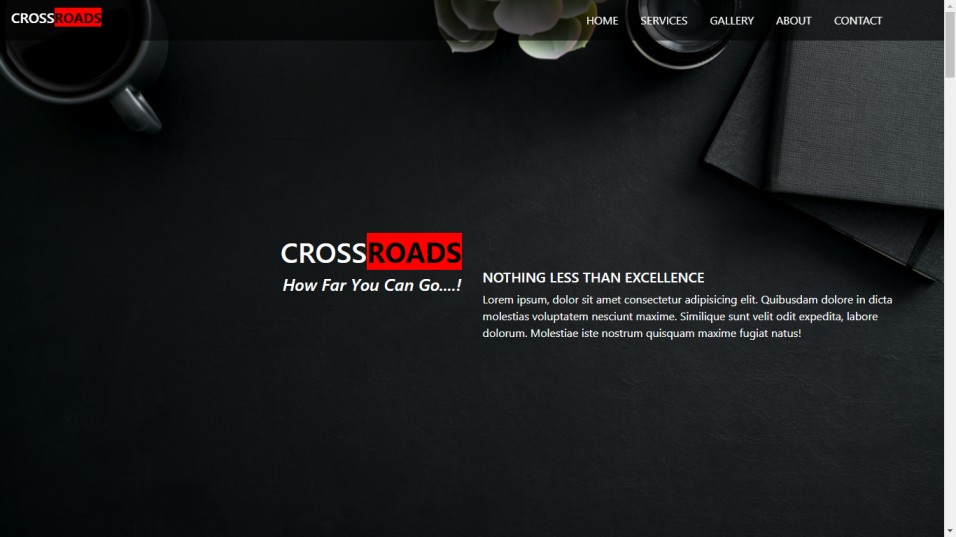 CROSSROADS
HOME SERVICES GALLERY ABOUT CONTACT
CROSSROADS
How Far You Can Go....!
NOTHING LESS THAN EXCELLENCE
Lorem ipsum, dolor sit amet consectetur adipisicing elit. Quibusdam dolore in dicta
molestias voluptatem nesciunt maxime. Similique sunt velit odit expedita, labore
dolorum. Molestiae iste nostrum quisquam maxime fugiat natus!